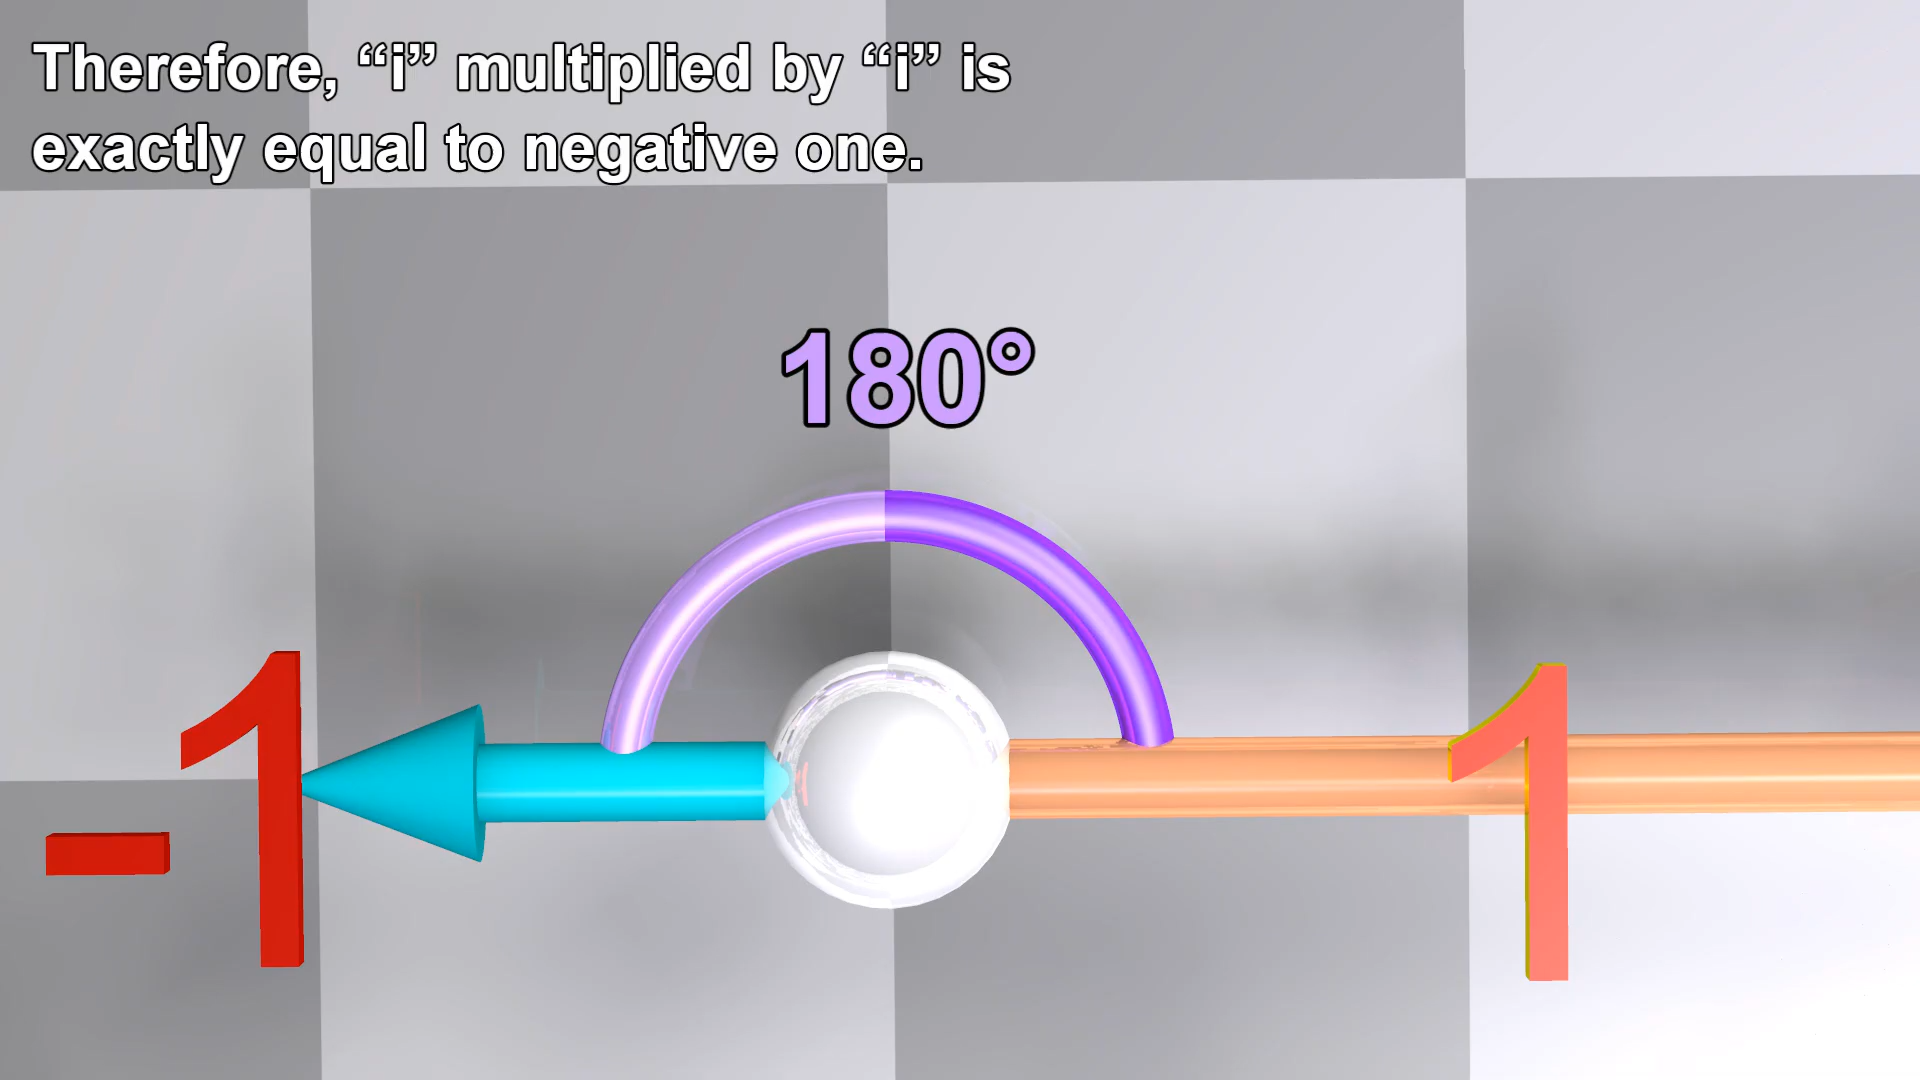 Therefore, “i” multiplied by “i” is
exactly equal to negative one.
180°
-1
1